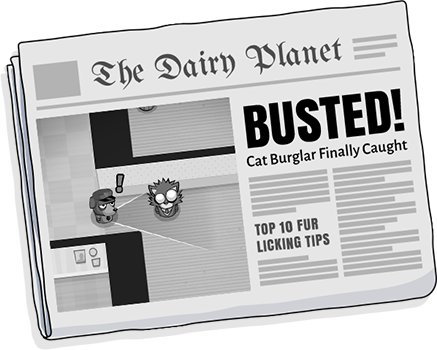 The Dairy Planet
BUSTED!
Cat Burglar Finally Caught
!
TOP 10 FUR
LICKING TIPS